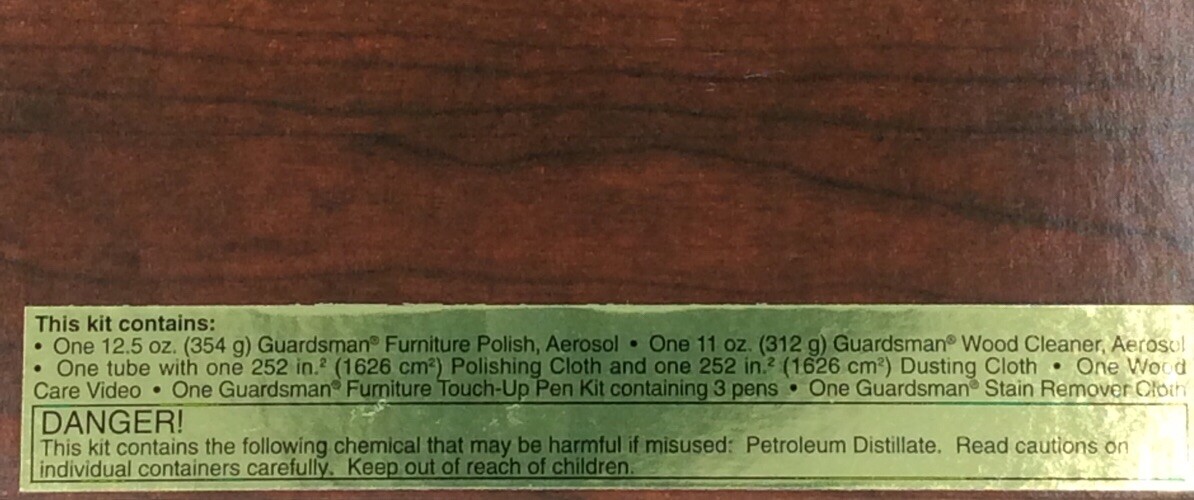 This kit contains:
• One 12.5 oz. (354 g) Guardsman® Furniture Polish, Aerosol • One 11 oz. (312 g) Guardsman® Wood Cleaner, Aerosol
• One tube with one 252 in.² (1626 cm²) Polishing Cloth and one 252 in.² (1626 cm²) Dusting Cloth • One Wood
Care Video • One Guardsman® Furniture Touch-Up Pen Kit containing 3 pens • One Guardsman® Stain Remover Cloth
DANGER!
This kit contains the following chemical that may be harmful if misused: Petroleum Distillate. Read cautions on
individual containers carefully. Keep out of reach of children.